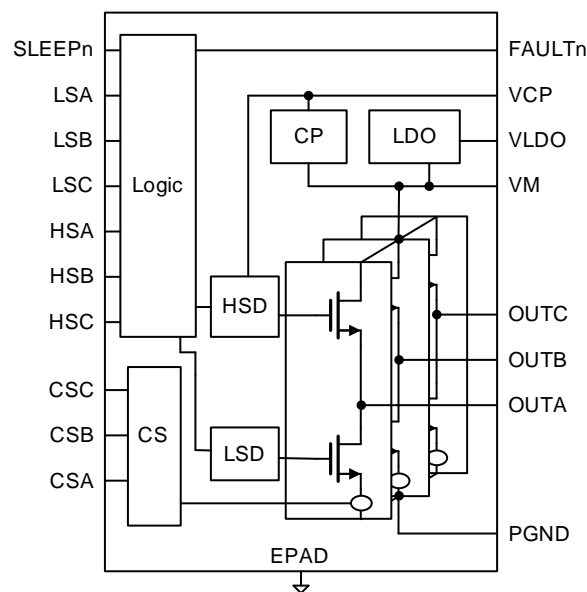 SLEEPn
FAULTn
LSA
VCP
CP
LDO
LSB
VLDO
LSC
Logic
VM
HSA
HSB
HSD
HSC
OUTC
OUTB
CSC
OUTA
CSB
CS
LSD
CSA
PGND
EPAD